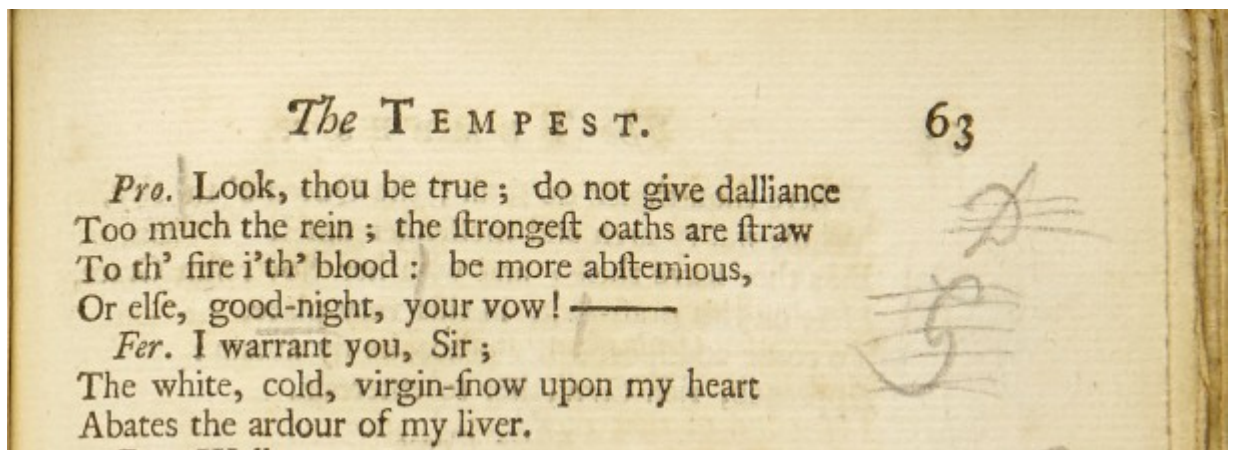 The TEMPEST. 63
Pro. Look, thou be true ; do not give dalliance
Too much the rein ; the ſtrongeſt oaths are ſtraw
To th' fire i'th' blood : be more abſtemious,
Or elſe, good-night, your vow! ———
Fer. I warrant you, Sir ;
The white, cold, virgin-ſnow upon my heart
Abates the ardour of my liver.